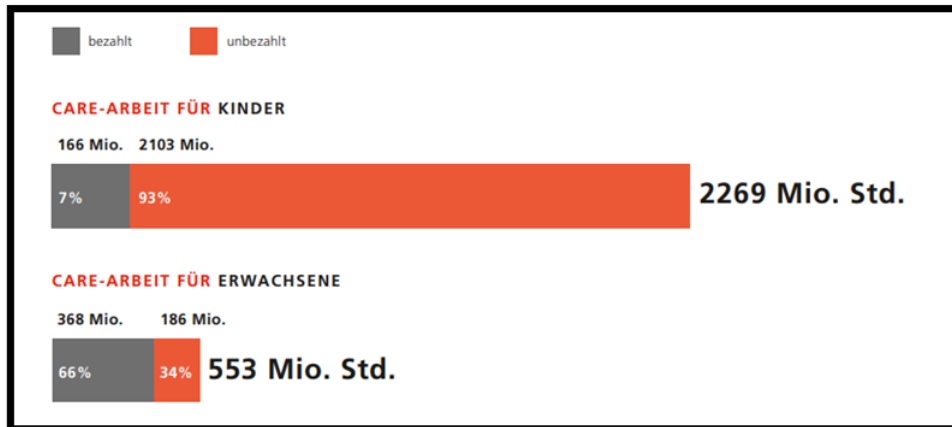 bezahlt unbezahlt
CARE-ARBEIT FÜR KINDER
166 Mio. 2103 Mio.
7% 93% 2269 Mio. Std.
CARE-ARBEIT FÜR ERWACHSENE
368 Mio. 186 Mio.
66% 34% 553 Mio. Std.